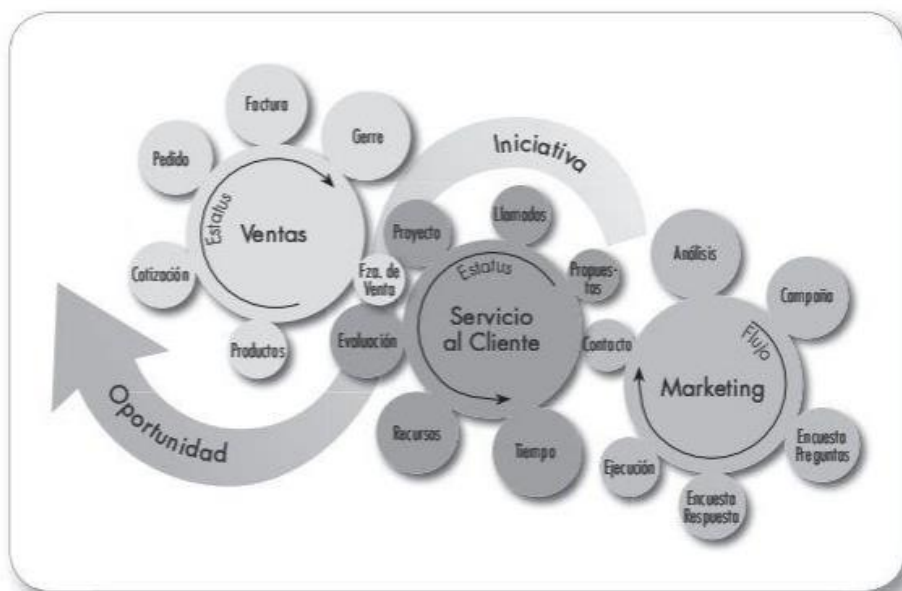 Factura
Gerre
Pedido
Estatus
Ventas
Cotización
Productos
Fza. de
Venta
Iniciativa
Proyecto
Llamados
Propues-
tas
Estatus
Servicio
al Cliente
Evaluación
Contacto
Recursos
Tiempo
Oportunidad
Análisis
Campaña
Flujo
Marketing
Encuesta
Preguntas
Ejecución
Encuesta
Respuesta